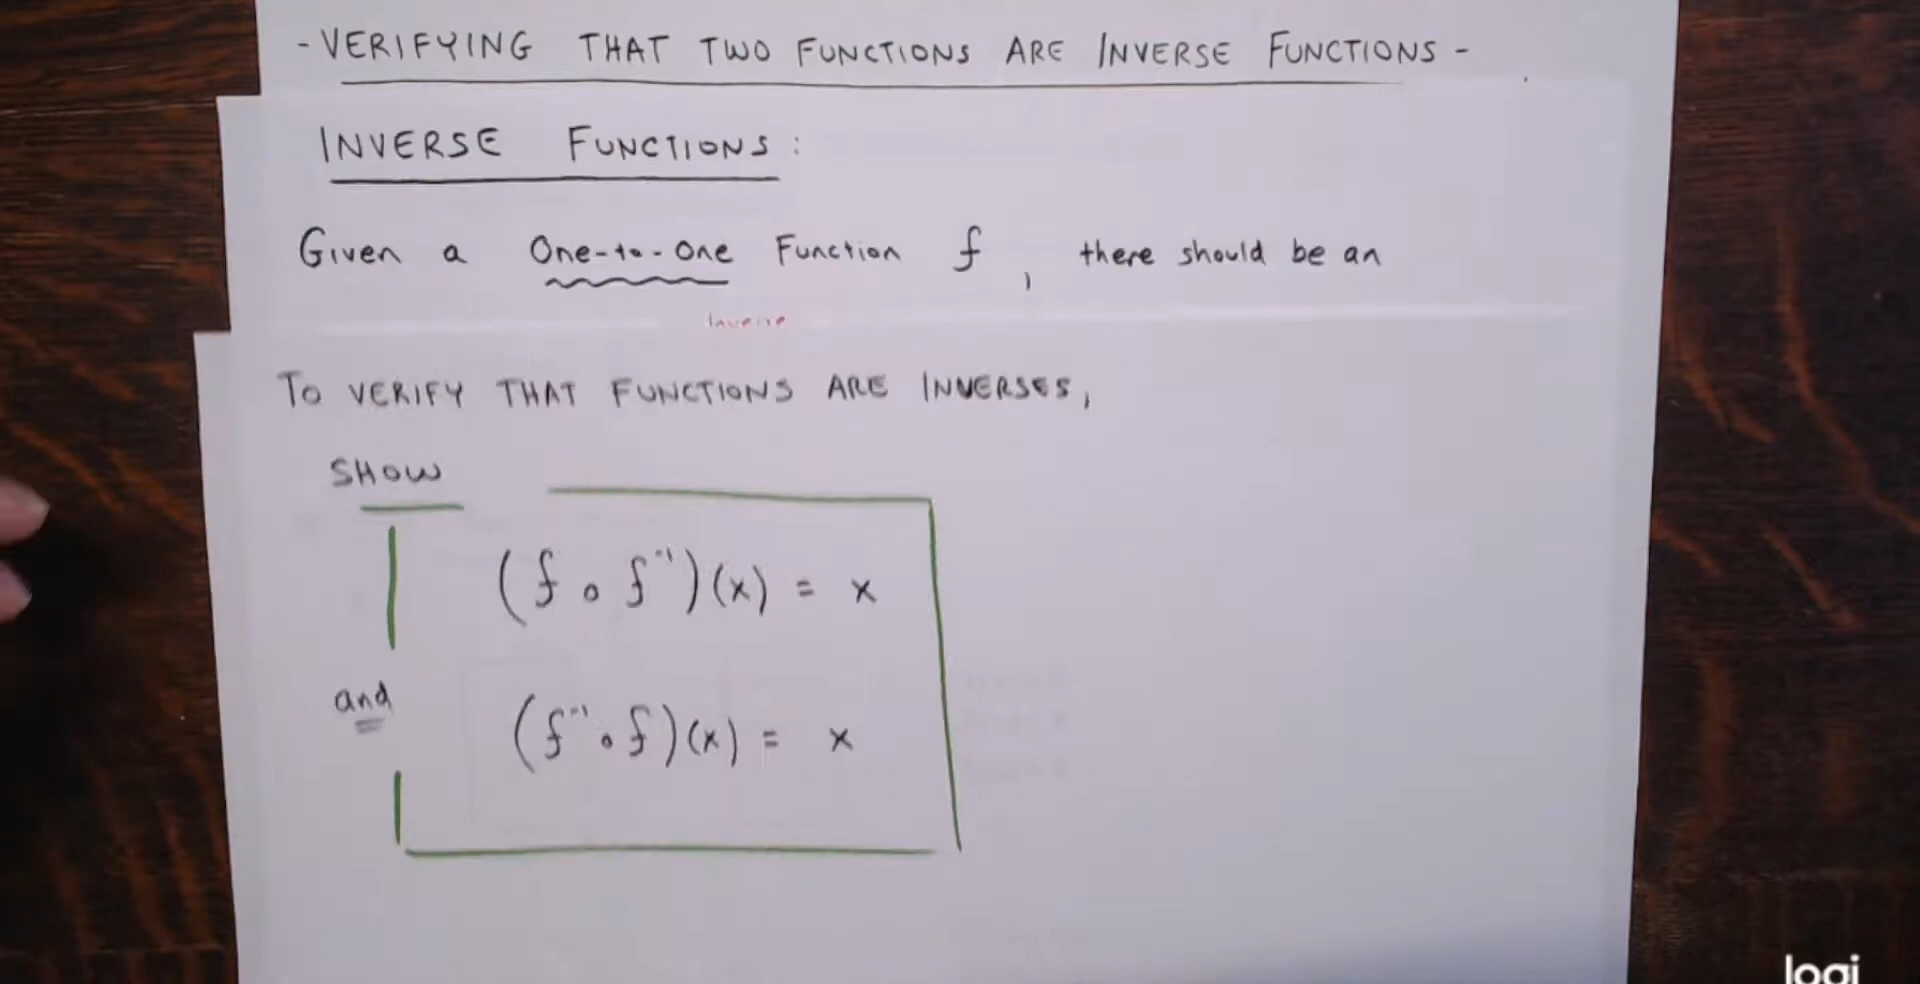 - VERIFYING THAT TWO FUNCTIONS ARE INVERSE FUNCTIONS -
INVERSE FUNCTIONS:
Given a One-to-One Function f, there should be an
Inverse
To VERIFY THAT FUNCTIONS ARE INVERSES,
SHOW
(f ∘ f⁻¹)(x) = x
and
(f⁻¹ ∘ f)(x) = x
logi